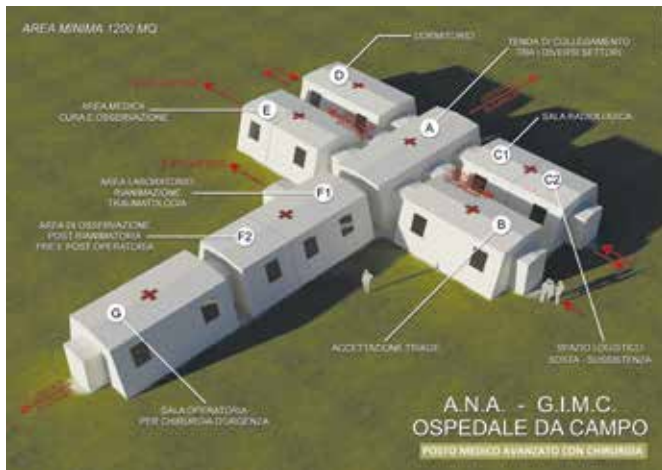 AREA MINIMA 1200 MQ
DORMITORIO
TENDA DI COLLEGAMENTO
TRA I DIVERSI SETTORI
D
E
A
AREA MEDICA
CURA E OSSERVAZIONE
SALA RADIOLOGICA
C1
C2
AREA LABORATORIO
RIANIMAZIONE
TRAUMATOLOGIA
F1
AREA DI OSSERVAZIONE
POST RIANIMATORIA
PRE E POST OPERATORIA
F2
B
G
ACCETTAZIONE TRIAGE
SPAZIO LOGISTICO
SOSTA - SUSSISTENZA
SALA OPERATORIA
PER CHIRURGIA D'URGENZA
A.N.A. - G.I.M.C.
OSPEDALE DA CAMPO
POSTO MEDICO AVANZATO CON CHIRURGIA